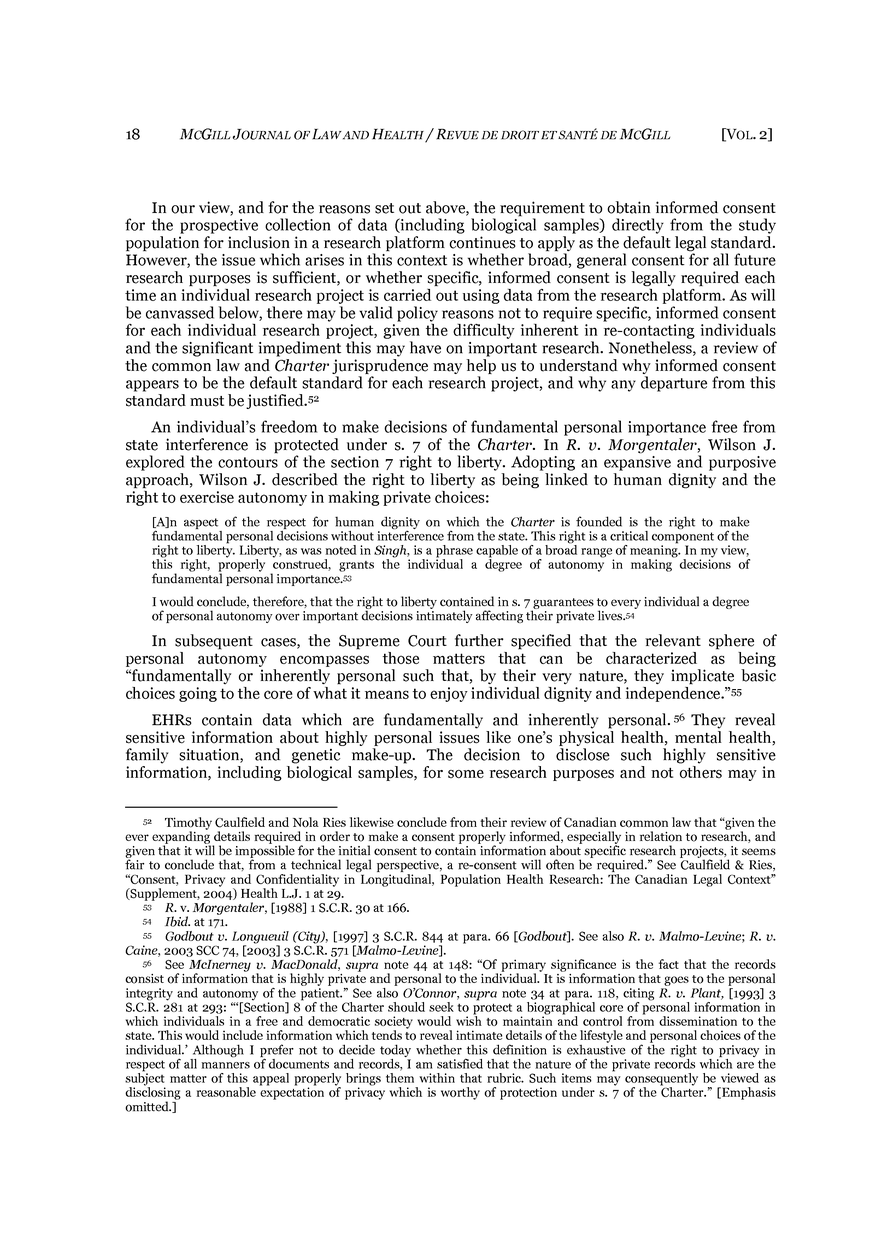 18 MCGILL JOURNAL OF LAW AND HEALTH / REVUE DE DROIT ET SANTÉ DE MCGILL [VOL. 2]
In our view, and for the reasons set out above, the requirement to obtain informed consent
for the prospective collection of data (including biological samples) directly from the study
population for inclusion in a research platform continues to apply as the default legal standard.
However, the issue which arises in this context is whether broad, general consent for all future
research purposes is sufficient, or whether specific, informed consent is legally required each
time an individual research project is carried out using data from the research platform. As will
be canvassed below, there may be valid policy reasons not to require specific, informed consent
for each individual research project, given the difficulty inherent in re-contacting individuals
and the significant impediment this may have on important research. Nonetheless, a review of
the common law and Charter jurisprudence may help us to understand why informed consent
appears to be the default standard for each research project, and why any departure from this
standard must be justified.52
An individual’s freedom to make decisions of fundamental personal importance free from
state interference is protected under s. 7 of the Charter. In R. v. Morgentaler, Wilson J.
explored the contours of the section 7 right to liberty. Adopting an expansive and purposive
approach, Wilson J. described the right to liberty as being linked to human dignity and the
right to exercise autonomy in making private choices:
[A]n aspect of the respect for human dignity on which the Charter is founded is the right to make
fundamental personal decisions without interference from the state. This right is a critical component of the
right to liberty. Liberty, as was noted in Singh, is a phrase capable of a broad range of meaning. In my view,
this right, properly construed, grants the individual a degree of autonomy in making decisions of
fundamental personal importance.53
I would conclude, therefore, that the right to liberty contained in s. 7 guarantees to every individual a degree
of personal autonomy over important decisions intimately affecting their private lives.54
In subsequent cases, the Supreme Court further specified that the relevant sphere of
personal autonomy encompasses those matters that can be characterized as being
“fundamentally or inherently personal such that, by their very nature, they implicate basic
choices going to the core of what it means to enjoy individual dignity and independence.”55
EHRs contain data which are fundamentally and inherently personal.56 They reveal
sensitive information about highly personal issues like one’s physical health, mental health,
family situation, and genetic make-up. The decision to disclose such highly sensitive
information, including biological samples, for some research purposes and not others may in
52 Timothy Caulfield and Nola Ries likewise conclude from their review of Canadian common law that “given the
ever expanding details required in order to make a consent properly informed, especially in relation to research, and
given that it will be impossible for the initial consent to contain information about specific research projects, it seems
fair to conclude that, from a technical legal perspective, a re-consent will often be required.” See Caulfield & Ries,
“Consent, Privacy and Confidentiality in Longitudinal, Population Health Research: The Canadian Legal Context”
(Supplement, 2004) Health L.J. 1 at 29.
53 R. v. Morgentaler, [1988] 1 S.C.R. 30 at 166.
54 Ibid. at 171.
55 Godbout v. Longueuil (City), [1997] 3 S.C.R. 844 at para. 66 [Godbout]. See also R. v. Malmo-Levine; R. v.
Caine, 2003 SCC 74, [2003] 3 S.C.R. 571 [Malmo-Levine].
56 See McInerney v. MacDonald, supra note 44 at 148: “Of primary significance is the fact that the records
consist of information that is highly private and personal to the individual. It is information that goes to the personal
integrity and autonomy of the patient.” See also O’Connor, supra note 34 at para. 118, citing R. v. Plant, [1993] 3
S.C.R. 281 at 293: “‘[Section] 8 of the Charter should seek to protect a biographical core of personal information in
which individuals in a free and democratic society would wish to maintain and control from dissemination to the
state. This would include information which tends to reveal intimate details of the lifestyle and personal choices of the
individual.’ Although I prefer not to decide today whether this definition is exhaustive of the right to privacy in
respect of all manners of documents and records, I am satisfied that the nature of the private records which are the
subject matter of this appeal properly brings them within that rubric. Such items may consequently be viewed as
disclosing a reasonable expectation of privacy which is worthy of protection under s. 7 of the Charter.” [Emphasis
omitted.]